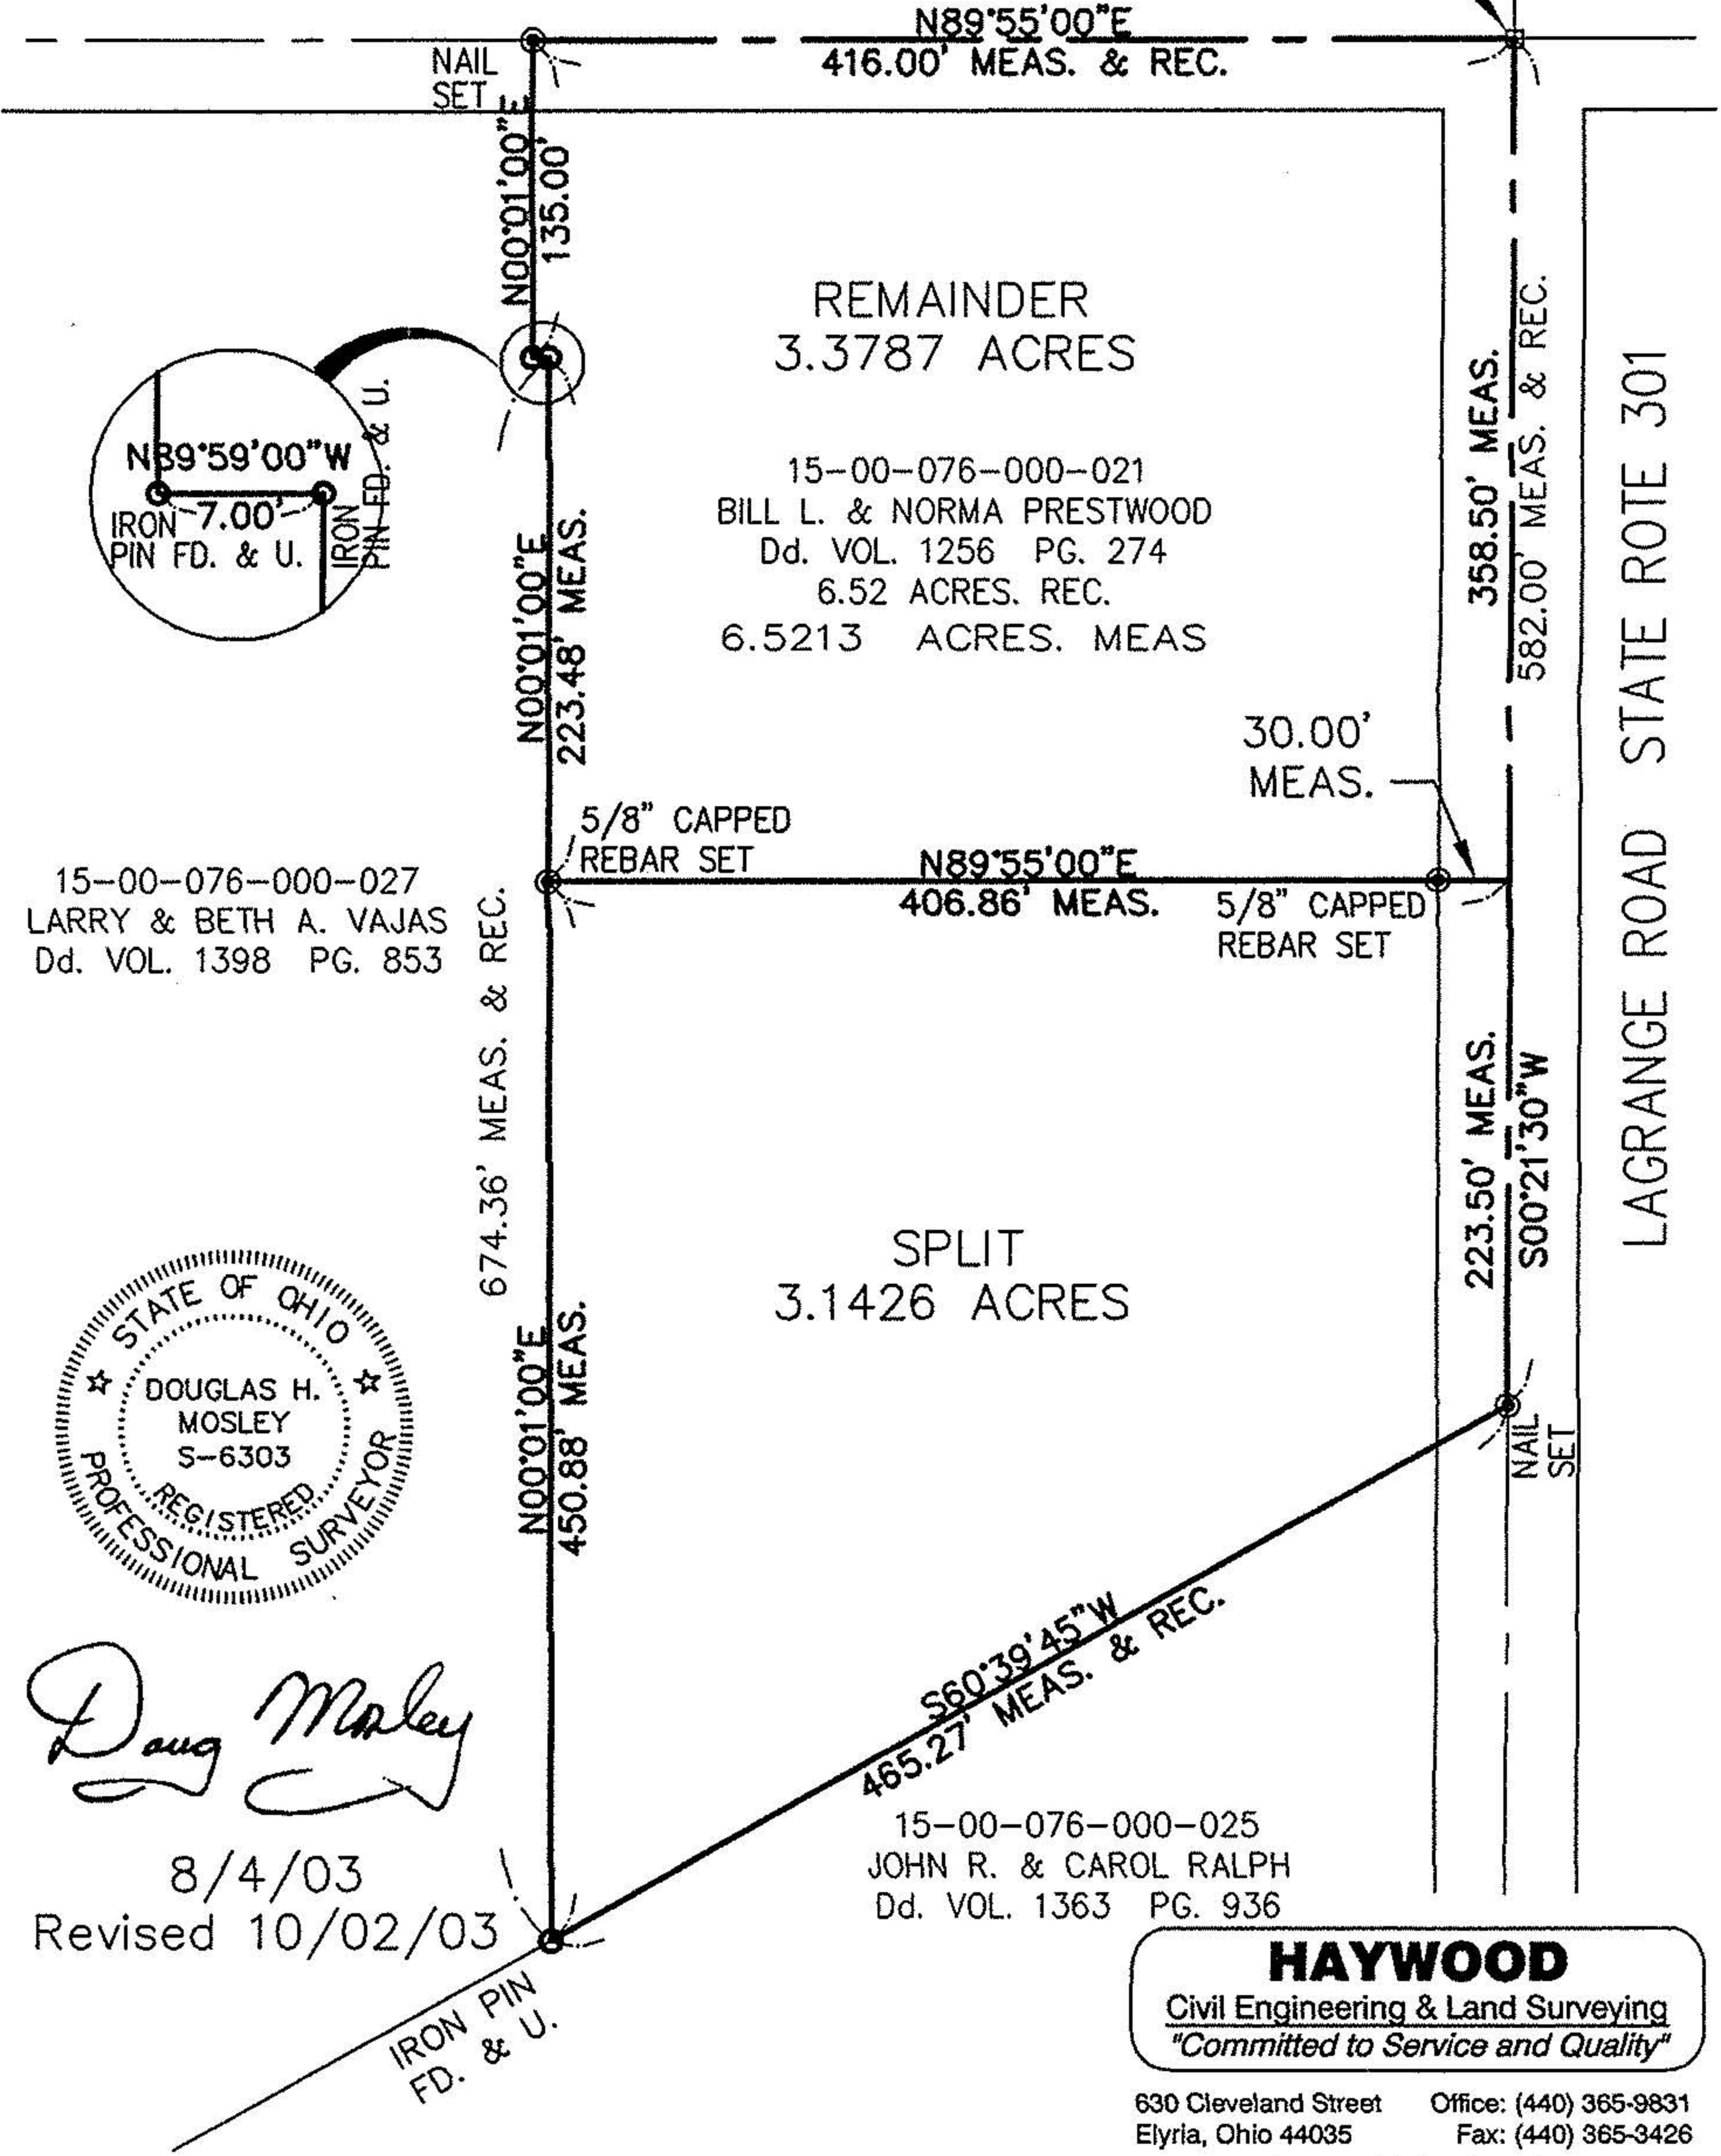 N89°55'00"E
416.00' MEAS. & REC.
NAIL
SET
N00°01'00"E
135.00'
REMAINDER
3.3787 ACRES
N89°59'00"W
7.00'
IRON
PIN FD. & U.
IRON
PIN FD. & U.
15-00-076-000-021
BILL L. & NORMA PRESTWOOD
Dd. VOL. 1256 PG. 274
6.52 ACRES. REC.
6.5213 ACRES. MEAS
358.50' MEAS.
582.00' MEAS. & REC.
LAGRANGE ROAD STATE ROTE 301
N00°01'00"E
223.48' MEAS.
30.00'
MEAS.
5/8" CAPPED
REBAR SET
N89°55'00"E
406.86' MEAS.
5/8" CAPPED
REBAR SET
15-00-076-000-027
LARRY & BETH A. VAJAS
Dd. VOL. 1398 PG. 853
674.36' MEAS. & REC.
223.50' MEAS.
S00°21'30"W
SPLIT
3.1426 ACRES
STATE OF OHIO
DOUGLAS H.
MOSLEY
S-6303
REGISTERED
PROFESSIONAL SURVEYOR
N00°01'00"E
450.88' MEAS.
NAIL
SET
S60°39'45"W
465.27' MEAS. & REC.
Doug Mosley
8/4/03
Revised 10/02/03
15-00-076-000-025
JOHN R. & CAROL RALPH
Dd. VOL. 1363 PG. 936
IRON PIN
FD. & U.
HAYWOOD
Civil Engineering & Land Surveying
"Committed to Service and Quality"
630 Cleveland Street Office: (440) 365-9831
Elyria, Ohio 44035 Fax: (440) 365-3426